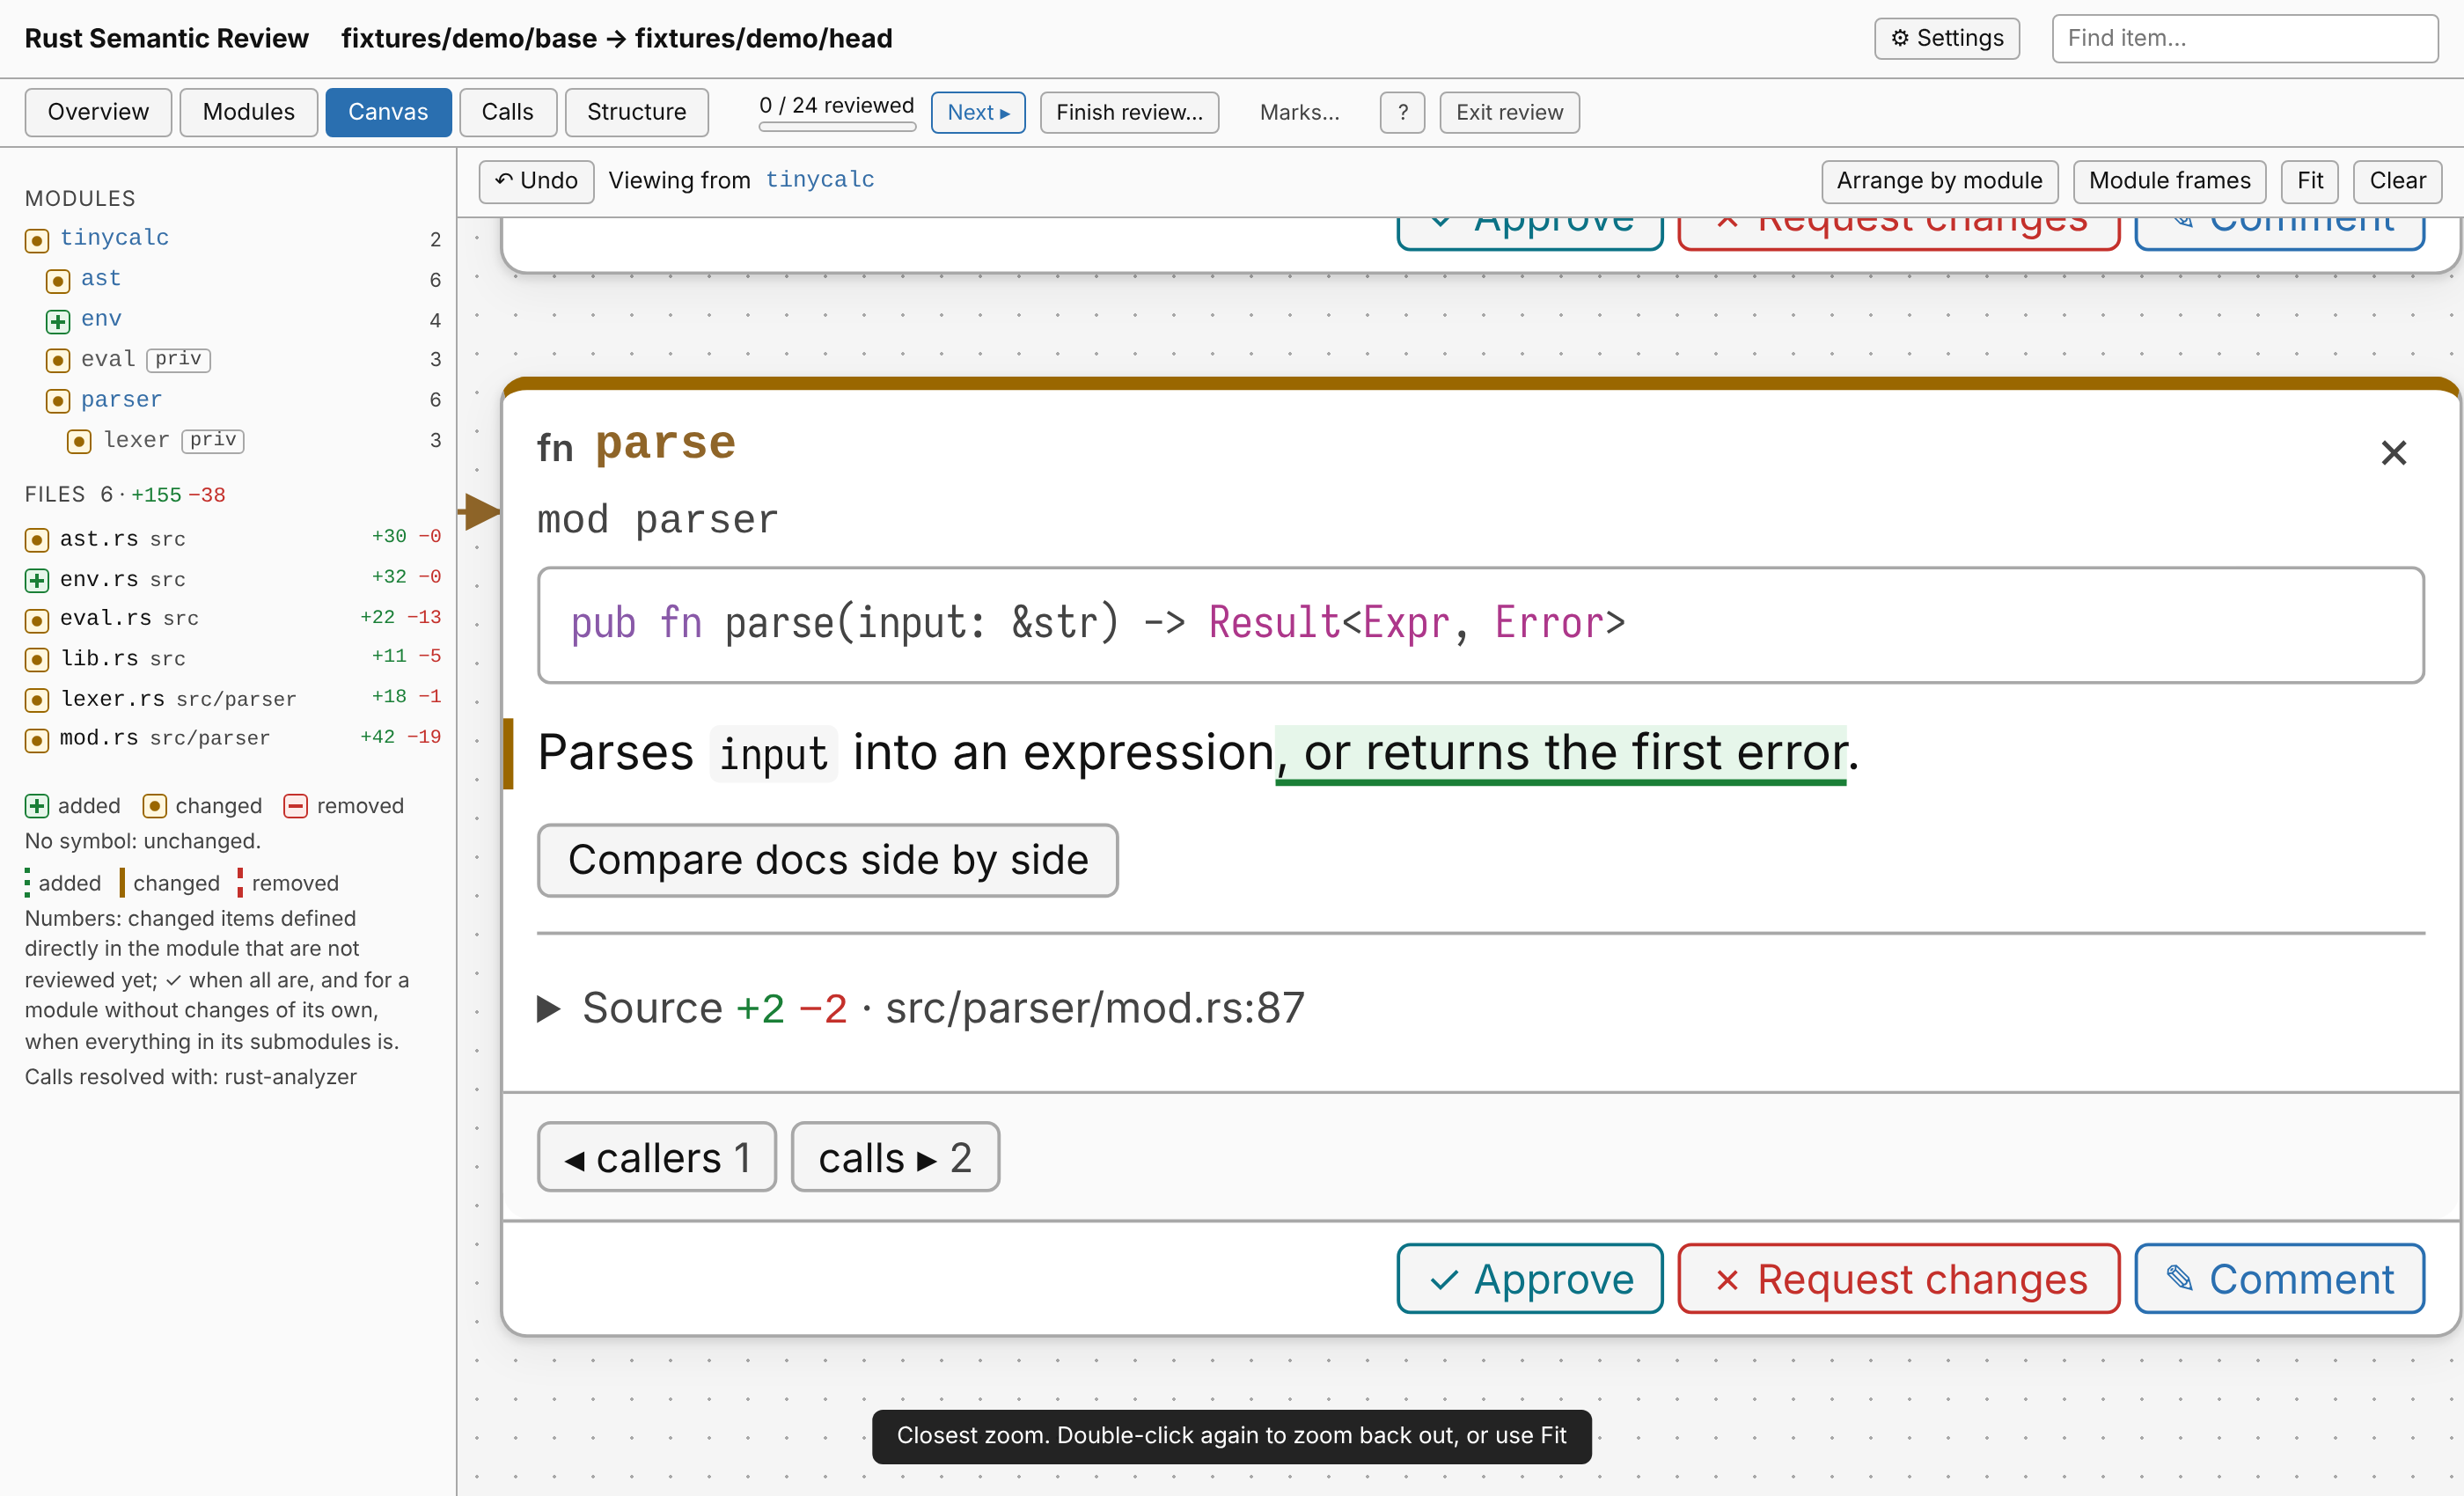 Rust Semantic Review fixtures/demo/base → fixtures/demo/head
⚙ Settings
Find item...
Overview
Modules
Canvas
Calls
Structure
0 / 24 reviewed
Next ▸
Finish review...
Marks...
?
Exit review
MODULES
tinycalc 2
ast 6
env 4
eval priv 3
parser 6
lexer priv 3
FILES 6 · +155 −38
ast.rs src +30 −0
env.rs src +32 −0
eval.rs src +22 −13
lib.rs src +11 −5
lexer.rs src/parser +18 −1
mod.rs src/parser +42 −19
added changed removed
No symbol: unchanged.
added changed removed
Numbers: changed items defined
directly in the module that are not
reviewed yet; ✓ when all are, and for a
module without changes of its own,
when everything in its submodules is.
Calls resolved with: rust-analyzer
↶ Undo
Viewing from tinycalc
Arrange by module
Module frames
Fit
Clear
✓ Approve
× Request changes
✎ Comment
fn parse
×
mod parser
pub fn parse(input: &str) -> Result<Expr, Error>
Parses input into an expression, or returns the first error.
Compare docs side by side
▶ Source +2 −2 · src/parser/mod.rs:87
◂ callers 1
calls ▸ 2
✓ Approve
× Request changes
✎ Comment
Closest zoom. Double-click again to zoom back out, or use Fit